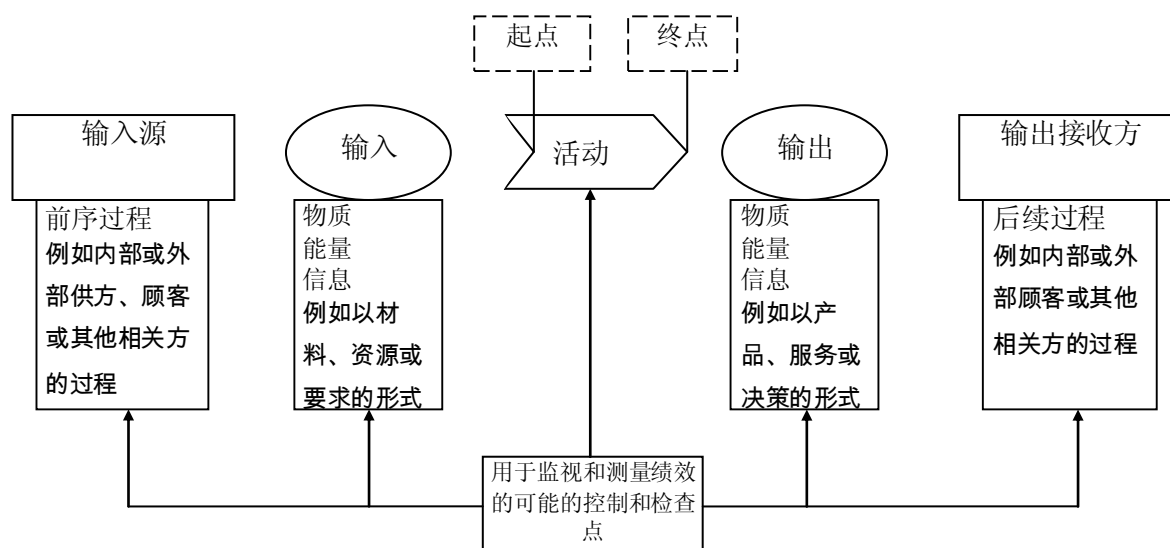 起点
终点
输入源
输入
活动
输出
输出接收方
前序过程
例如内部或外
部供方、顾客
或其他相关方
的过程
物质
能量
信息
例如以材
料、资源或
要求的形式
物质
能量
信息
例如以产
品、服务或
决策的形式
后续过程
例如内部或外
部顾客或其他
相关方的过程
用于监视和测量绩效
的可能的控制和检查
点